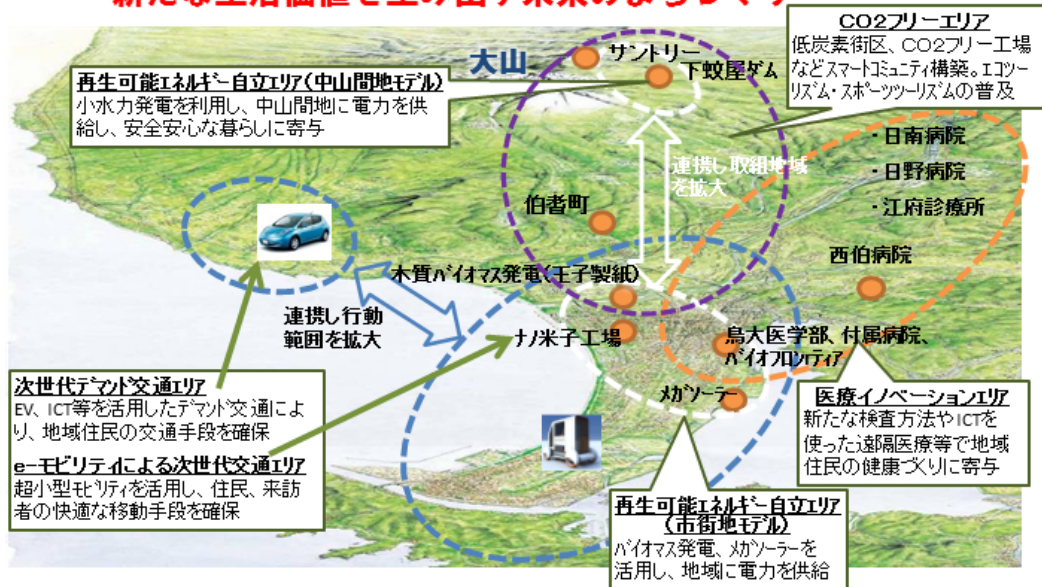 新たな生活価値を生み出す未来のまちづくり
CO2フリーエリア
低炭素街区、CO2フリー工場
などスマートコミュニティ構築。エコツー
リズム・スポーツツーリズムの普及
大山
サントリー
下蚊屋ダム
再生可能エネルギー自立エリア(中山間地モデル)
小水力発電を利用し、中山間地に電力を供
給し、安全安心な暮らしに寄与
連携し取組地域
を拡大
・日南病院
・日野病院
・江府診療所
伯耆町
西伯病院
木質バイオマス発電(王子製紙)
連携し行動
範囲を拡大
ナノ米子工場
鳥大医学部、付属病院、
バイオフロンティア
メガソーラー
次世代デマンド交通エリア
EV、ICT等を活用したデマンド交通によ
り、地域住民の交通手段を確保
e-モビリティによる次世代交通エリア
超小型モビリティを活用し、住民、来訪
者の快適な移動手段を確保
医療イノベーションエリア
新たな検査方法やICTを
使った遠隔医療等で地域
住民の健康づくりに寄与
再生可能エネルギー自立エリア
(市街地モデル)
バイオマス発電、メガソーラーを
活用し、地域に電力を供給